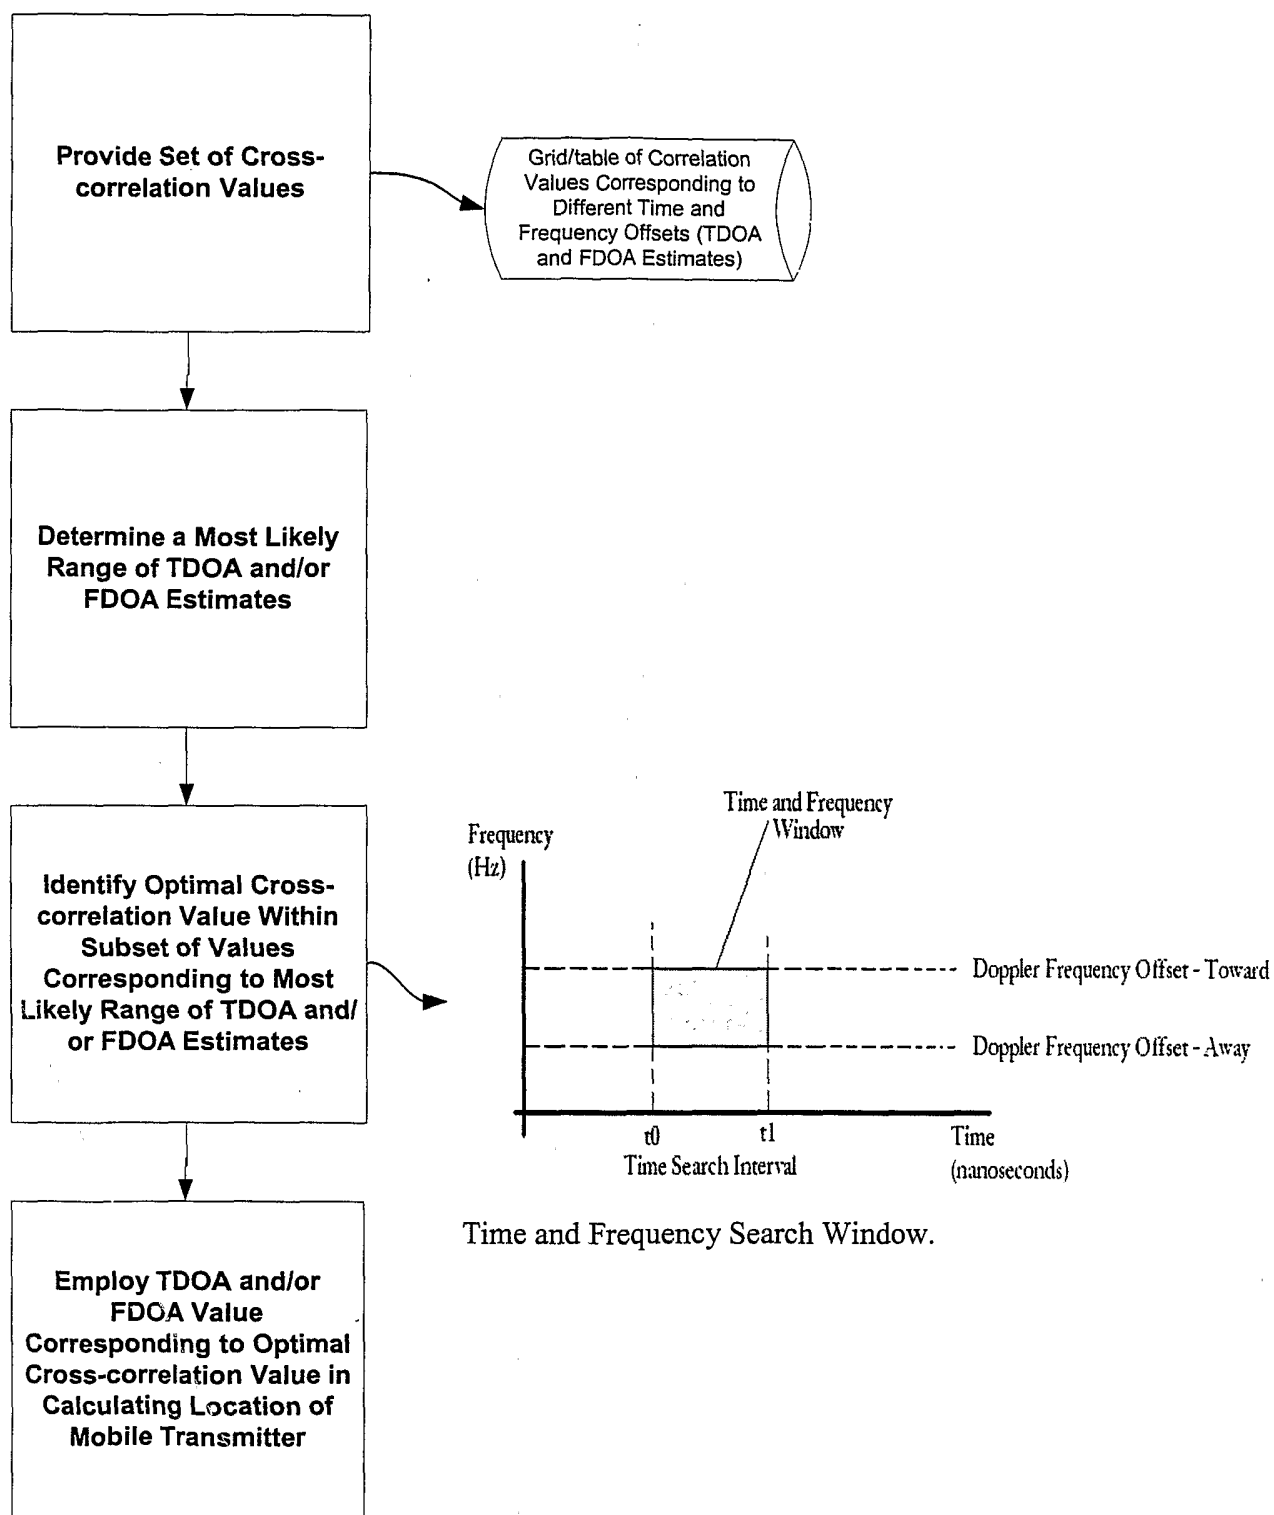 Provide Set of Cross-
correlation Values
Grid/table of Correlation
Values Corresponding to
Different Time and
Frequency Offsets (TDOA
and FDOA Estimates)
Determine a Most Likely
Range of TDOA and/or
FDOA Estimates
Identify Optimal Cross-
correlation Value Within
Subset of Values
Corresponding to Most
Likely Range of TDOA and/
or FDOA Estimates
Time and Frequency
Window
Frequency
(Hz)
Doppler Frequency Offset - Toward
Doppler Frequency Offset - Away
t0
t1
Time
Time Search Interval
(nanoseconds)
Time and Frequency Search Window.
Employ TDOA and/or
FDOA Value
Corresponding to Optimal
Cross-correlation Value in
Calculating Location of
Mobile Transmitter